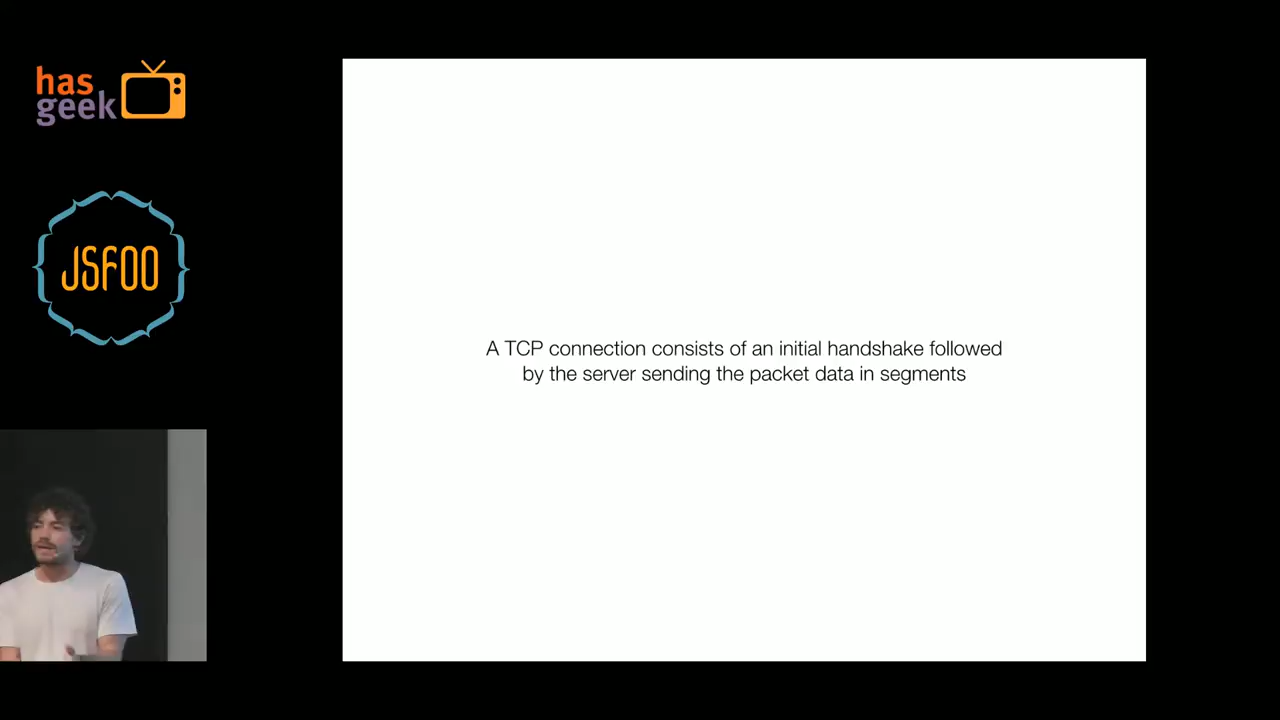 has
geek
JSFOO
A TCP connection consists of an initial handshake followed
by the server sending the packet data in segments